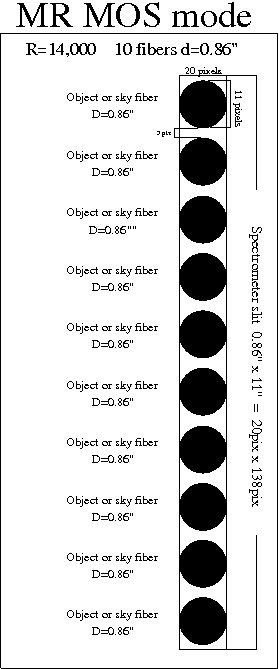 MR MOS mode
R=14,000 10 fibers d=0.86"
20 pixels
11 pixels
Object or sky fiber
D=0.86"
Object or sky fiber
D=0.86"
Object or sky fiber
D=0.86""
Object or sky fiber
D=0.86"
Object or sky fiber
D=0.86"
Object or sky fiber
D=0.86"
Object or sky fiber
D=0.86"
Object or sky fiber
D=0.86"
Object or sky fiber
D=0.86"
Object or sky fiber
D=0.86"
Spectrometer slit 0.86" x 11" = 20pix x 138pix